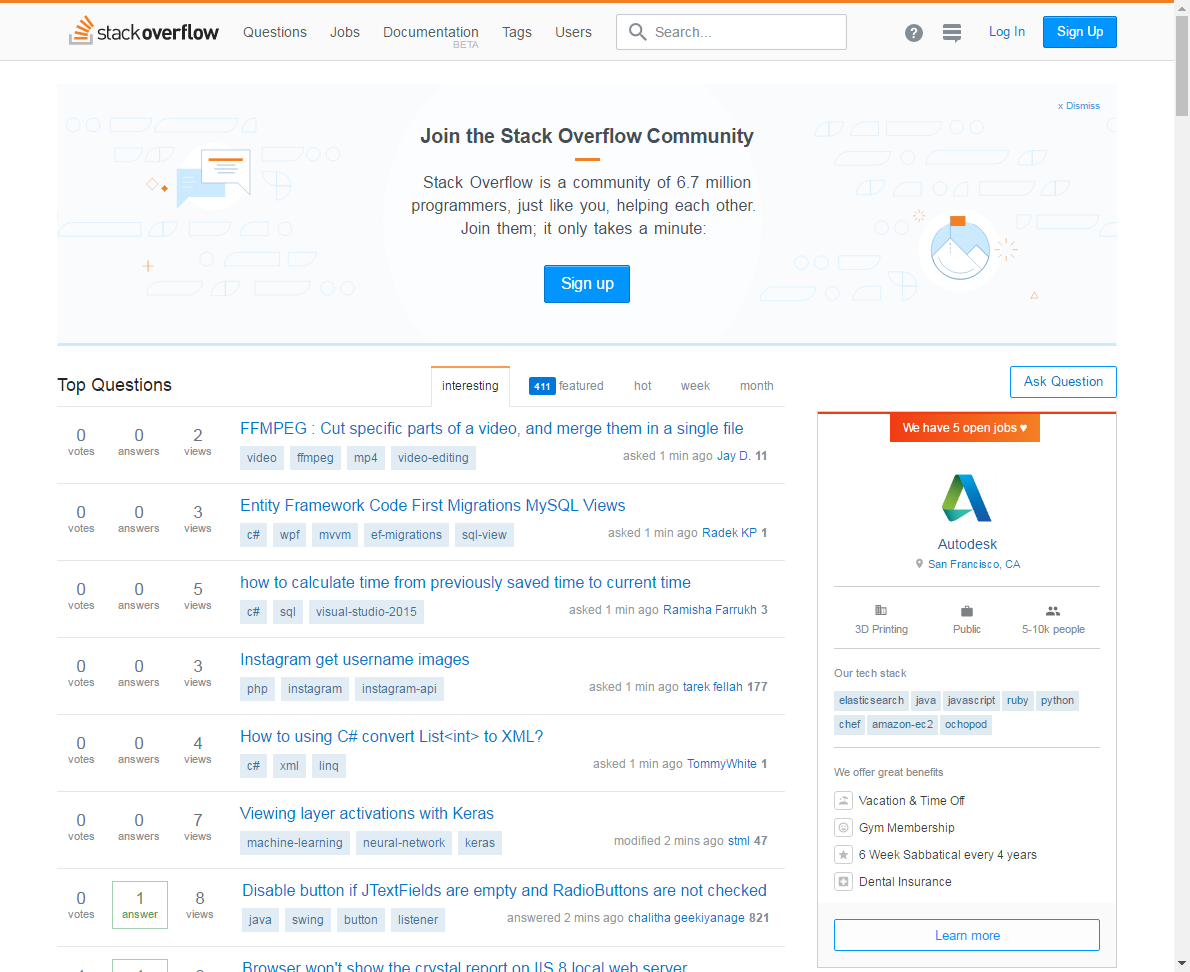 stackoverflow Questions Jobs Documentation Tags Users Search... ? Log In Sign Up
BETA
x Dismiss
Join the Stack Overflow Community
Stack Overflow is a community of 6.7 million
programmers, just like you, helping each other.
Join them; it only takes a minute:
Sign up
Top Questions interesting 411 featured hot week month
0 votes 0 answers 2 views
FFMPEG : Cut specific parts of a video, and merge them in a single file
video ffmpeg mp4 video-editing asked 1 min ago Jay D. 11
0 votes 0 answers 3 views
Entity Framework Code First Migrations MySQL Views
c# wpf mvvm ef-migrations sql-view asked 1 min ago Radek KP 1
0 votes 0 answers 5 views
how to calculate time from previously saved time to current time
c# sql visual-studio-2015 asked 1 min ago Ramisha Farrukh 3
0 votes 0 answers 3 views
Instagram get username images
php instagram instagram-api asked 1 min ago tarek fellah 177
0 votes 0 answers 4 views
How to using C# convert List<int> to XML?
c# xml linq asked 1 min ago TommyWhite 1
0 votes 0 answers 7 views
Viewing layer activations with Keras
machine-learning neural-network keras modified 2 mins ago stml 47
0 votes 1 answer 8 views
Disable button if JTextFields are empty and RadioButtons are not checked
java swing button listener answered 2 mins ago chalitha geekiyanage 821
Browser won't show the crystal report on IIS 8 local web server
Ask Question
We have 5 open jobs ♥
Autodesk
San Francisco, CA
3D Printing Public 5-10k people
Our tech stack
elasticsearch java javascript ruby python
chef amazon-ec2 ochopod
We offer great benefits
Vacation & Time Off
Gym Membership
6 Week Sabbatical every 4 years
Dental Insurance
Learn more